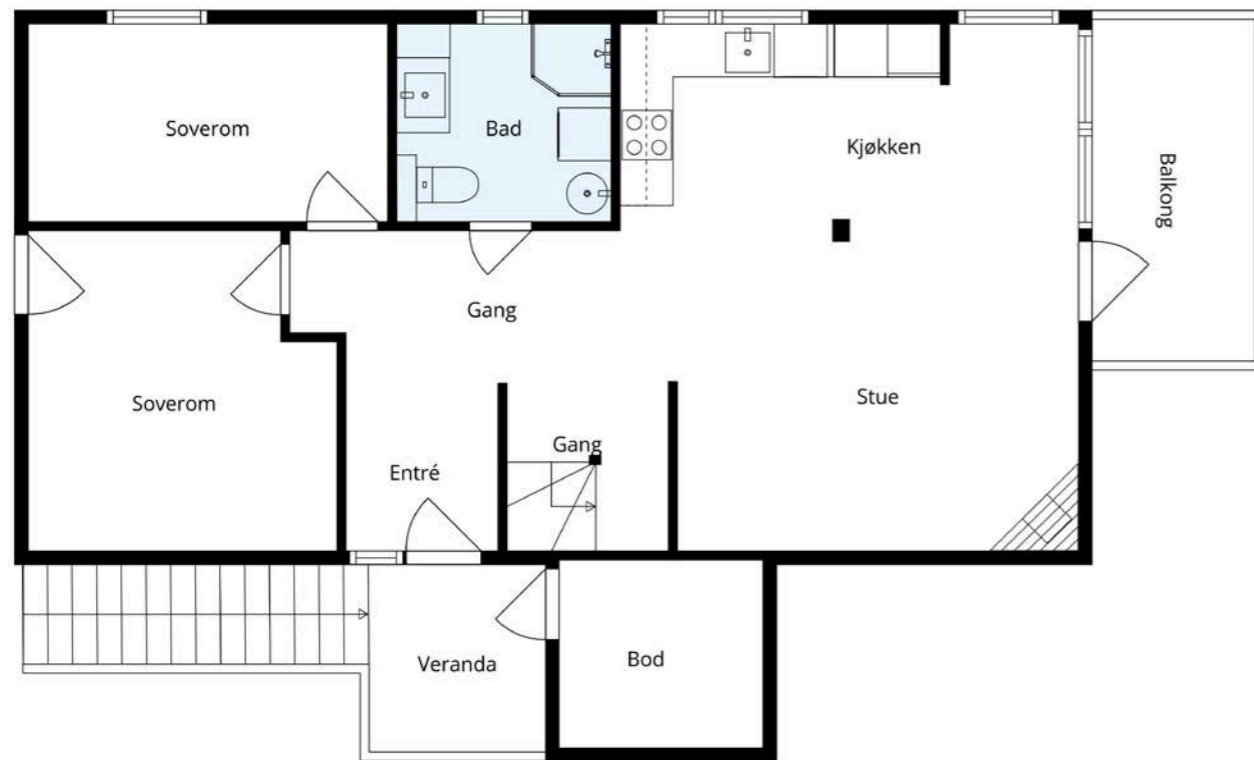 Soverom
Bad
Kjøkken
Balkong
Gang
Soverom
Stue
Gang
Entré
Veranda
Bod